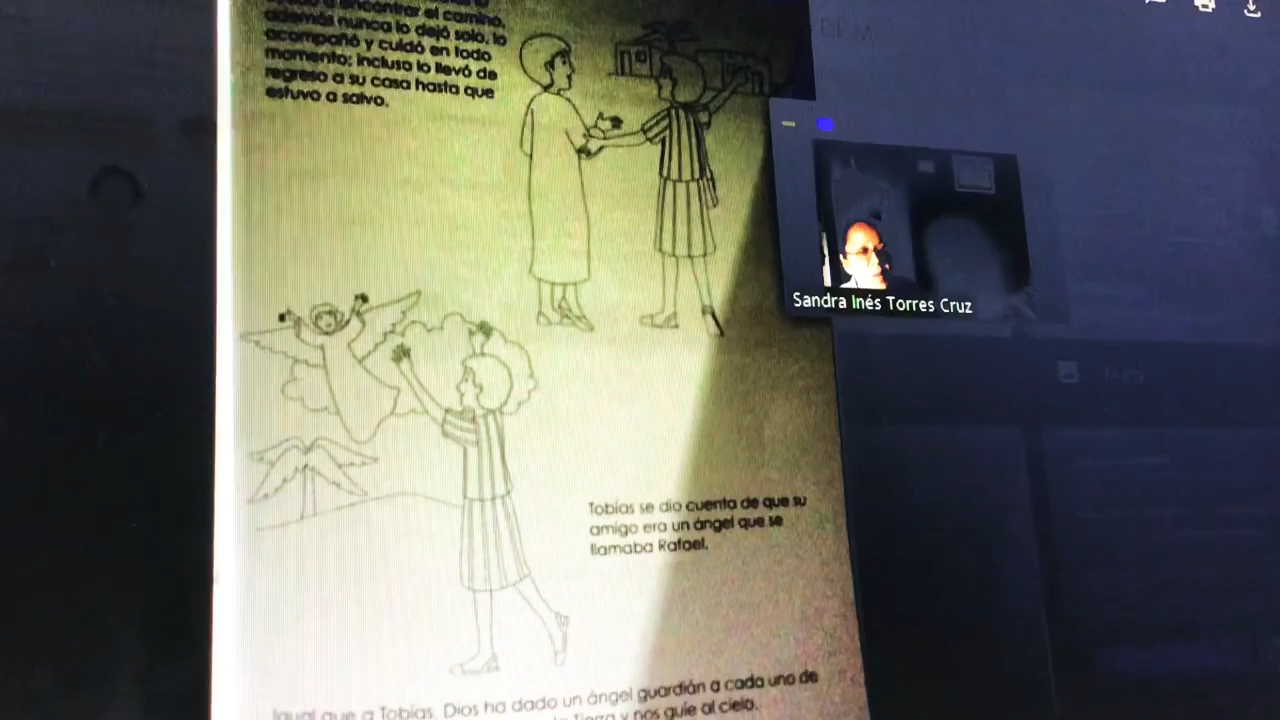 encontrar el camino,
además nunca lo dejó solo, lo
acompañó y cuidó en todo
momento; incluso lo llevó de
regreso a su casa hasta que
estuvo a salvo.
Sandra Inés Torres Cruz
Tobías se dio cuenta de que su
amigo era un ángel que se
llamaba Rafael.
Igual que a Tobías, Dios ha dado un ángel guardián a cada uno de
Tierra y nos guíe al cielo.